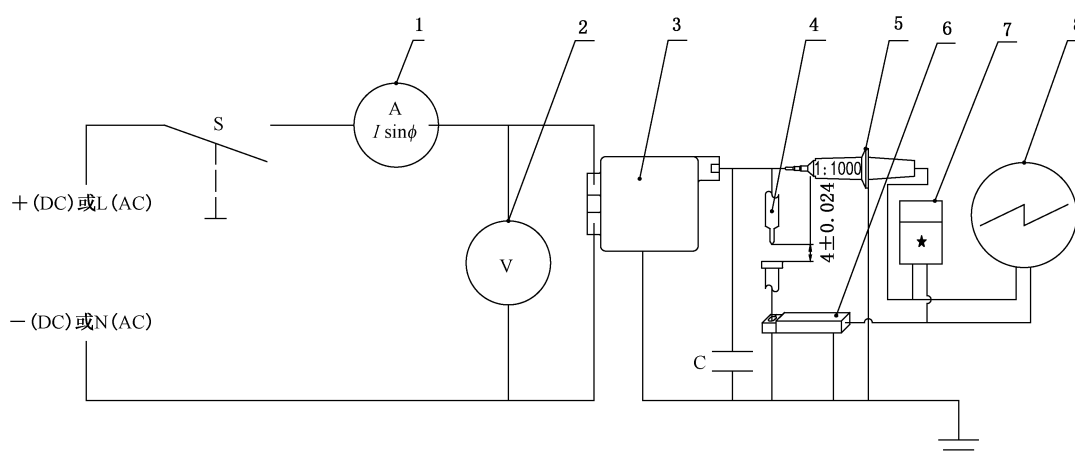 1
2
3
4
5
6
7
8
S
A
I sinϕ
V
+(DC)或L(AC)
−(DC)或N(AC)
1:1000
4±0.024
★
C